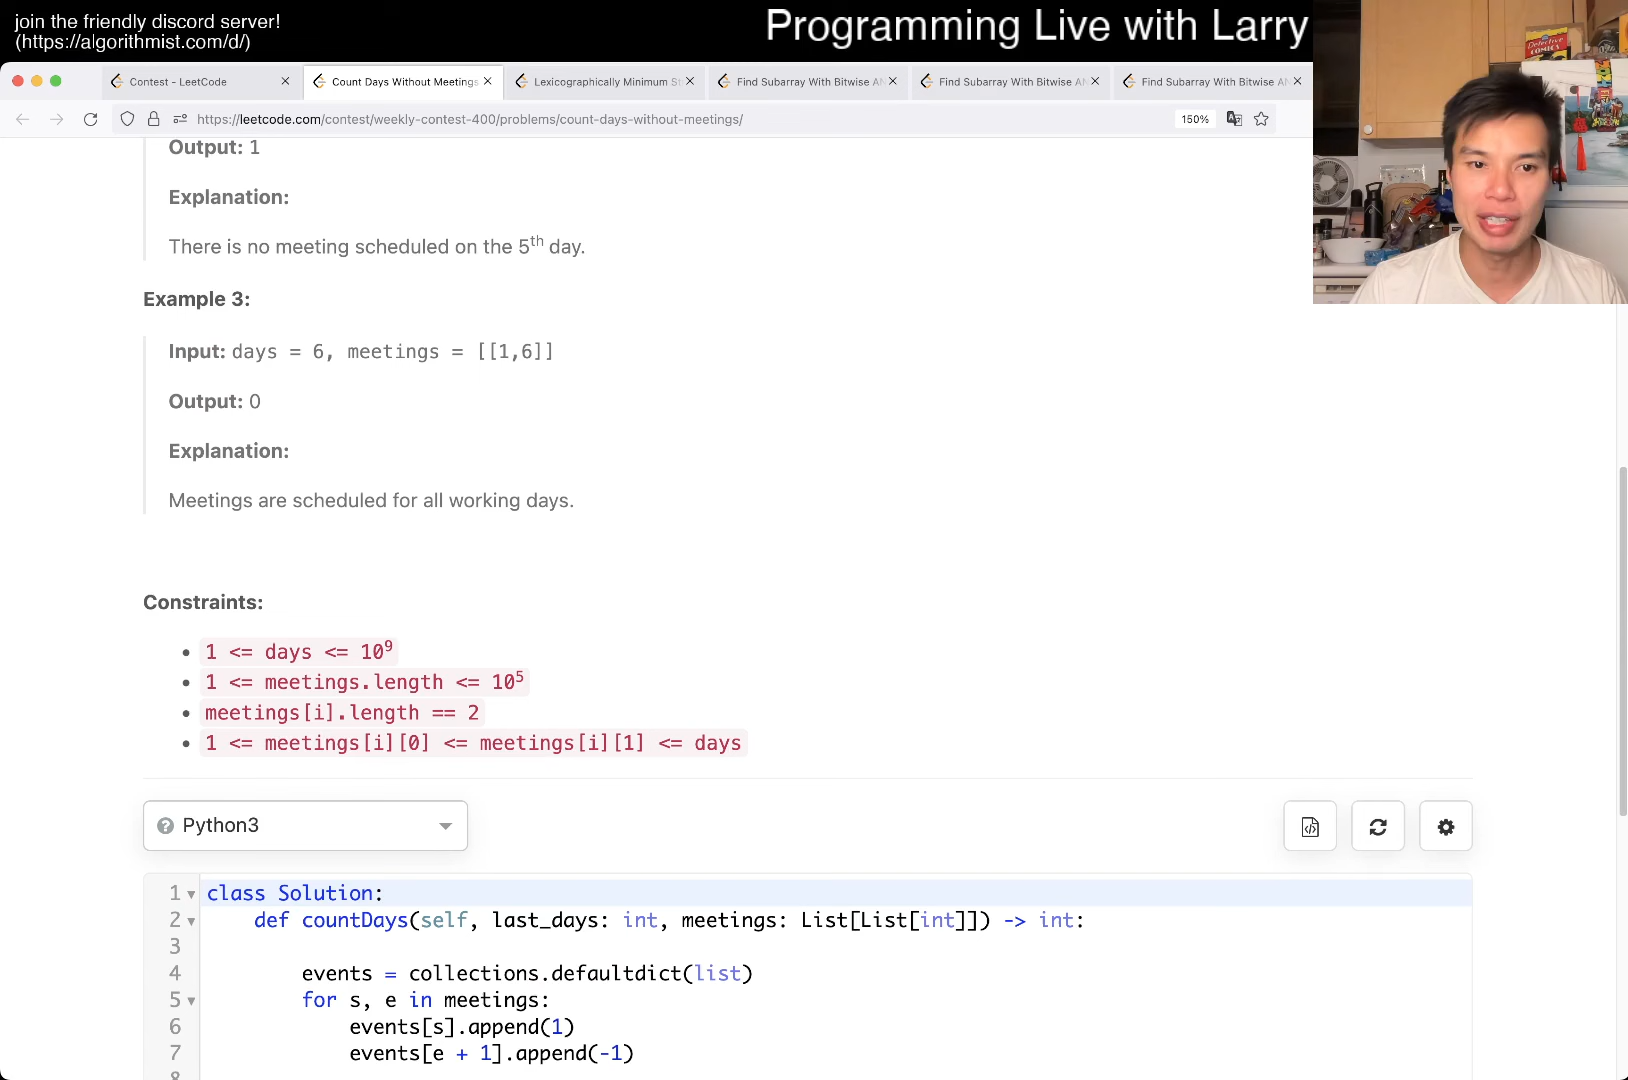 join the friendly discord server!
(https://algorithmist.com/d/)
Programming Live with Larry
Contest - LeetCode
Count Days Without Meetings
Lexicographically Minimum St
Find Subarray With Bitwise AN
Find Subarray With Bitwise AN
Find Subarray With Bitwise AN
https://leetcode.com/contest/weekly-contest-400/problems/count-days-without-meetings/
150%
Output: 1
Explanation:
There is no meeting scheduled on the 5th day.
Example 3:
Input: days = 6, meetings = [[1,6]]
Output: 0
Explanation:
Meetings are scheduled for all working days.
Constraints:
• 1 <= days <= 10⁹
• 1 <= meetings.length <= 10⁵
• meetings[i].length == 2
• 1 <= meetings[i][0] <= meetings[i][1] <= days
Python3
1 class Solution:
2 def countDays(self, last_days: int, meetings: List[List[int]]) -> int:
3
4 events = collections.defaultdict(list)
5 for s, e in meetings:
6 events[s].append(1)
7 events[e + 1].append(-1)
8